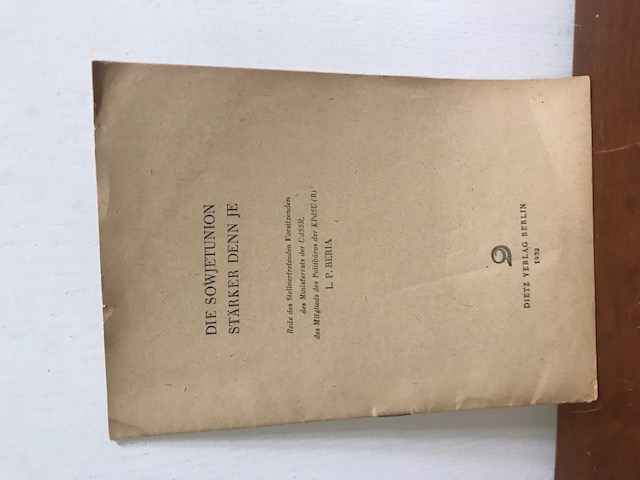 DIE SOWJETUNION
STÄRKER DENN JE
Rede des Stellvertretenden Vorsitzenden
des Ministerrats der UdSSR,
des Mitglieds des Politbüros der KPdSU(B)
L. P. BERIA
DIETZ VERLAG BERLIN
1952